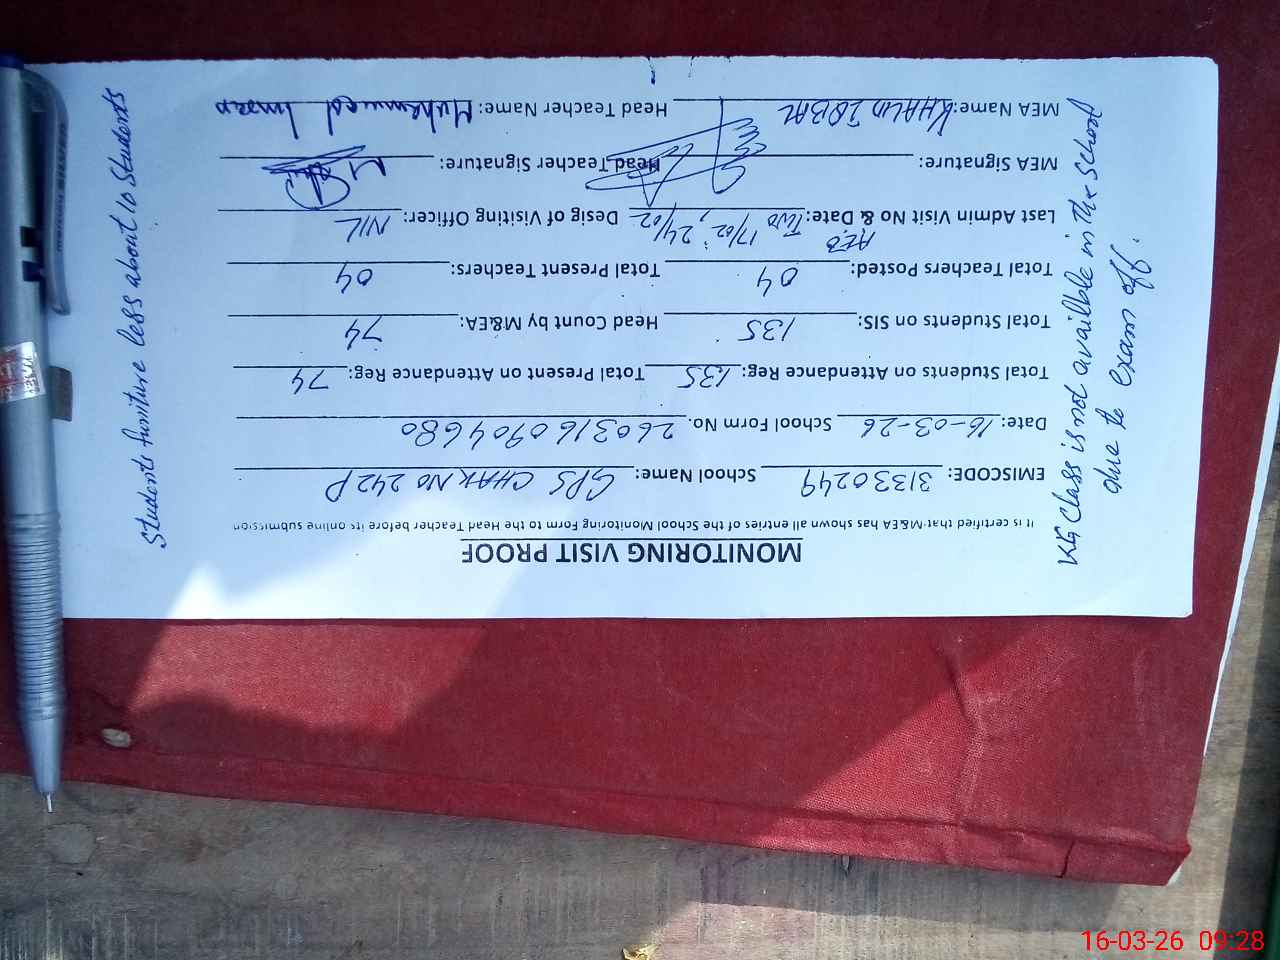 MONITORING VISIT PROOF
It is certified that M&EA has shown all entries of the School Monitoring Form to the Head Teacher before its online submission
EMISCODE: 31330249 School Name: GPS CHAK NO 242P
Date: 16-03-26 School Form No. 2603160904680
Total Students on Attendance Reg: 135 Total Present on Attendance Reg: 74
Total Students on SIS: 135 Head Count by M&EA: 74
Total Teachers Posted: 04 Total Present Teachers: 04
Last Admin Visit No & Date: Two 17/02, 24/02 Desig of Visiting Officer: NIL
AEO
MEA Signature: Head Teacher Signature:
MEA Name: KHALID IQBAL Head Teacher Name: Muhammad Imran
KG Class is not availble in the School
due to exam off.
Students furniture less about 10 Students
16-03-26 09:28